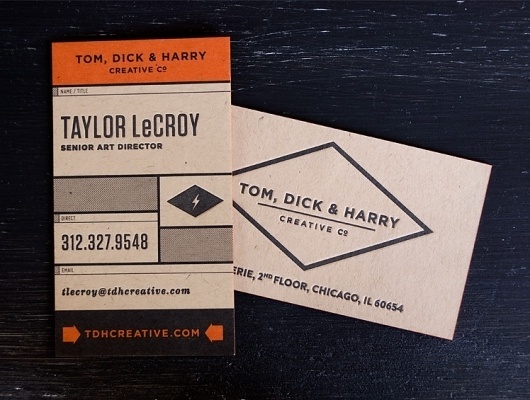 TOM, DICK & HARRY
CREATIVE Cº
NAME / TITLE
TAYLOR LeCROY
SENIOR ART DIRECTOR
DIRECT
312.327.9548
EMAIL
tlecroy@tdhcreative.com
TDHCREATIVE.COM
TOM, DICK & HARRY
CREATIVE Cº
ERIE, 2ND FLOOR, CHICAGO, IL 60654